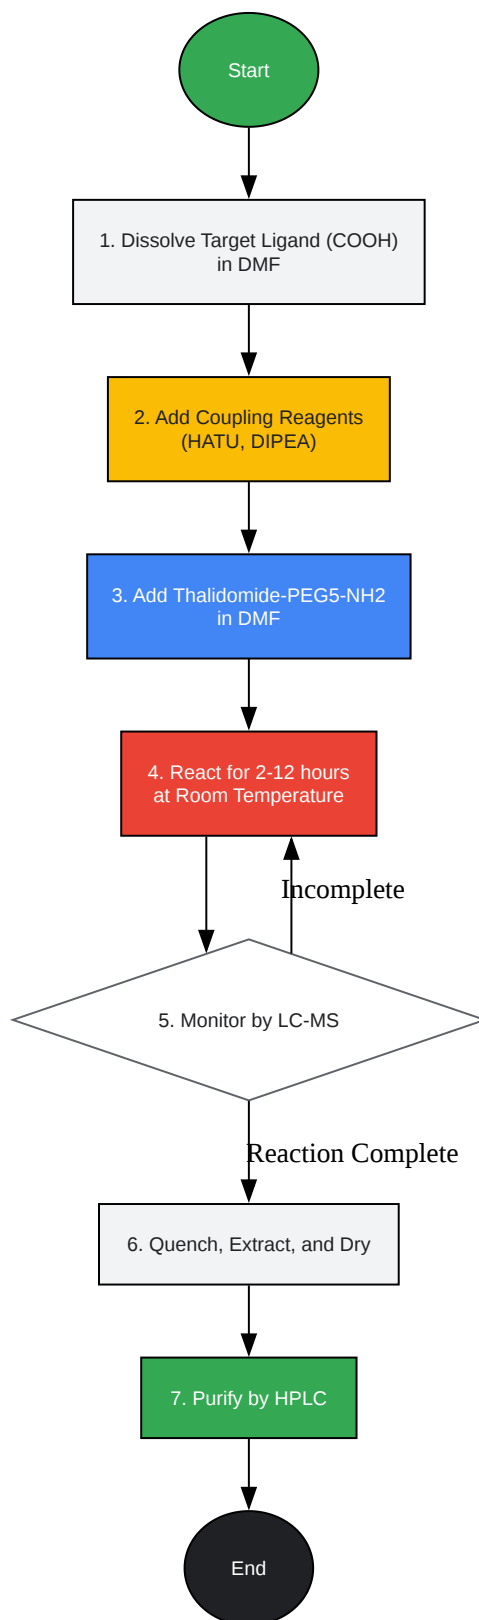 Start
1. Dissolve Target Ligand (COOH)
in DMF
2. Add Coupling Reagents
(HATU, DIPEA)
3. Add Thalidomide-PEG5-NH2
in DMF
4. React for 2-12 hours
at Room Temperature
Incomplete
5. Monitor by LC-MS
Reaction Complete
6. Quench, Extract, and Dry
7. Purify by HPLC
End